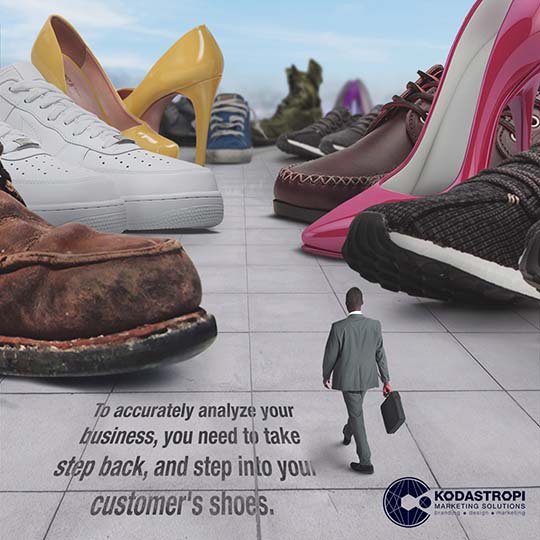 To accurately analyze your
business, you need to take
step back, and step into your
customer's shoes.
KODASTROPI
MARKETING SOLUTIONS
branding • design • marketing